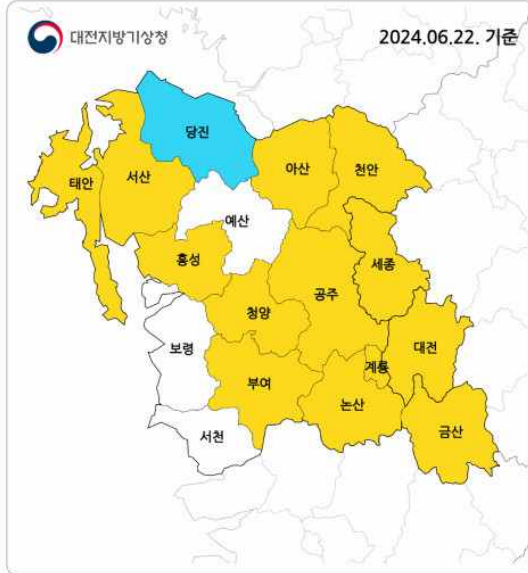 대전지방기상청
2024.06.22. 기준
당진
아산
천안
태안
서산
예산
홍성
세종
공주
청양
보령
대전
계룡
부여
논산
금산
서천